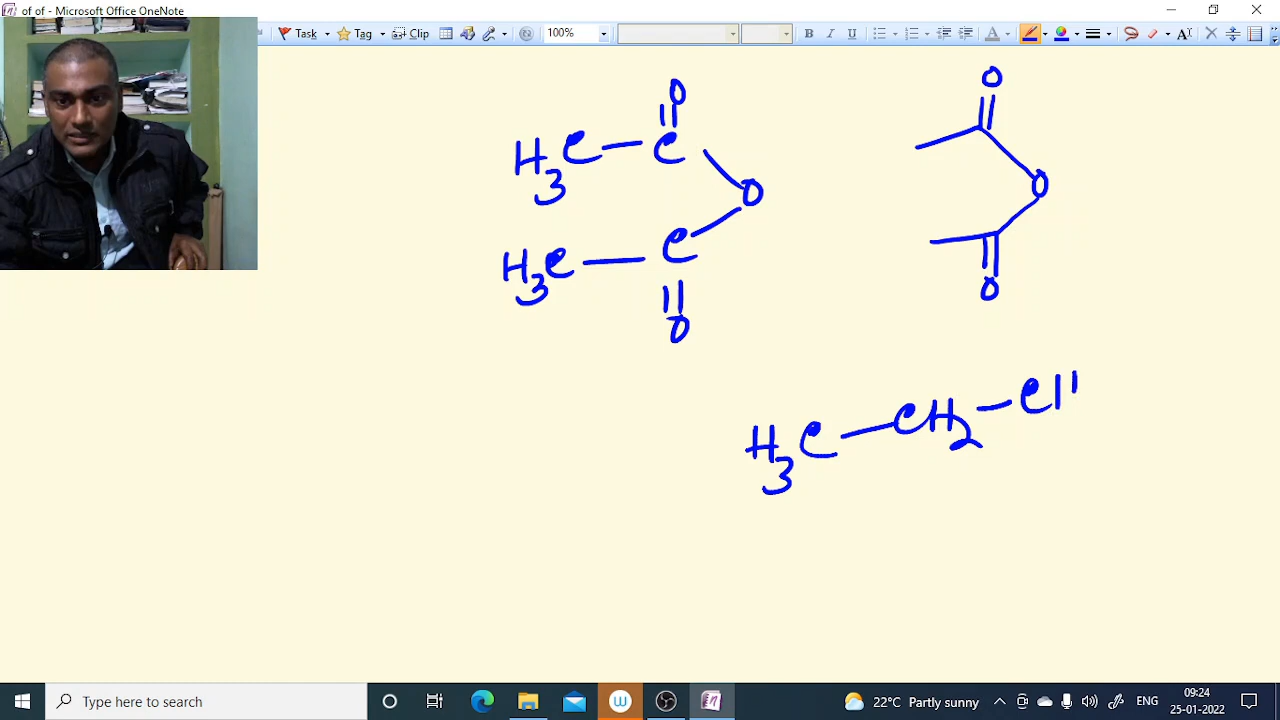 of of - Microsoft Office OneNote
Task Tag Clip 100% B I U A
O
H3C — C
O
H3C — C
O
O
O
O
H3C — CH2 — CH
Type here to search
22°C Partly sunny ENG 09:24
25-01-2022